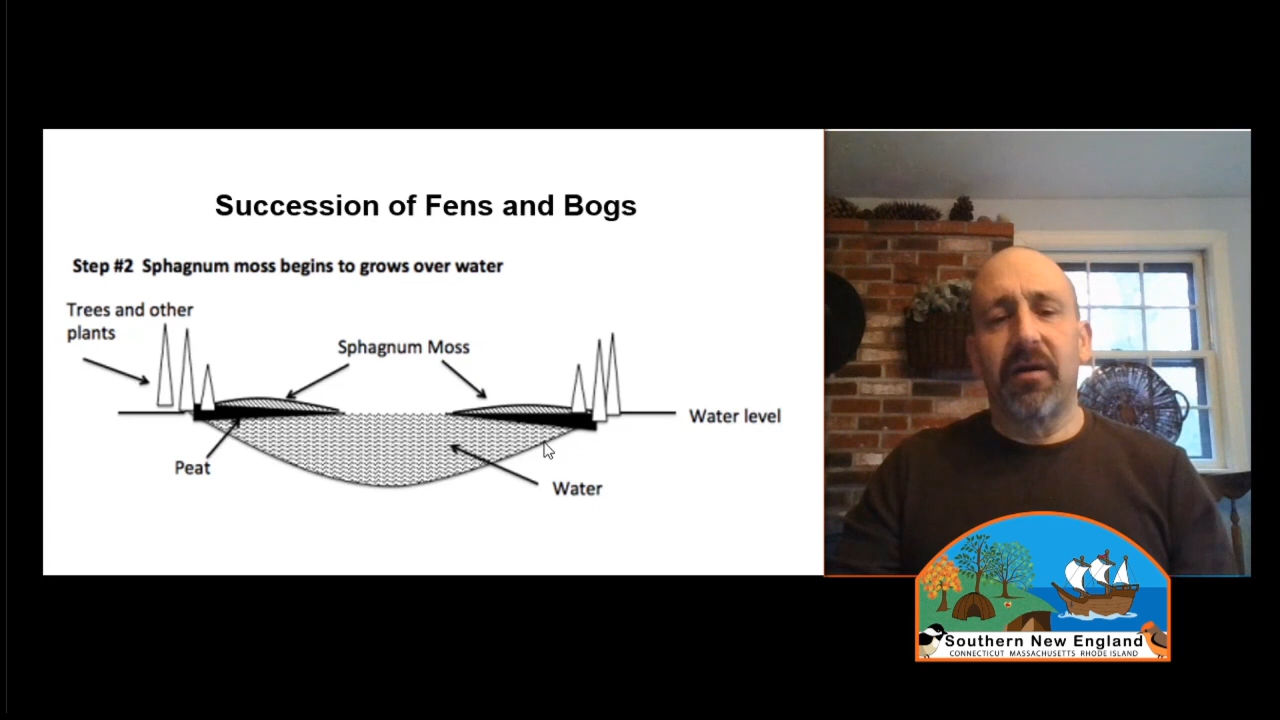 Succession of Fens and Bogs
Step #2 Sphagnum moss begins to grows over water
Trees and other
plants
Sphagnum Moss
Water level
Peat
Water
Southern New England
CONNECTICUT MASSACHUSETTS RHODE ISLAND